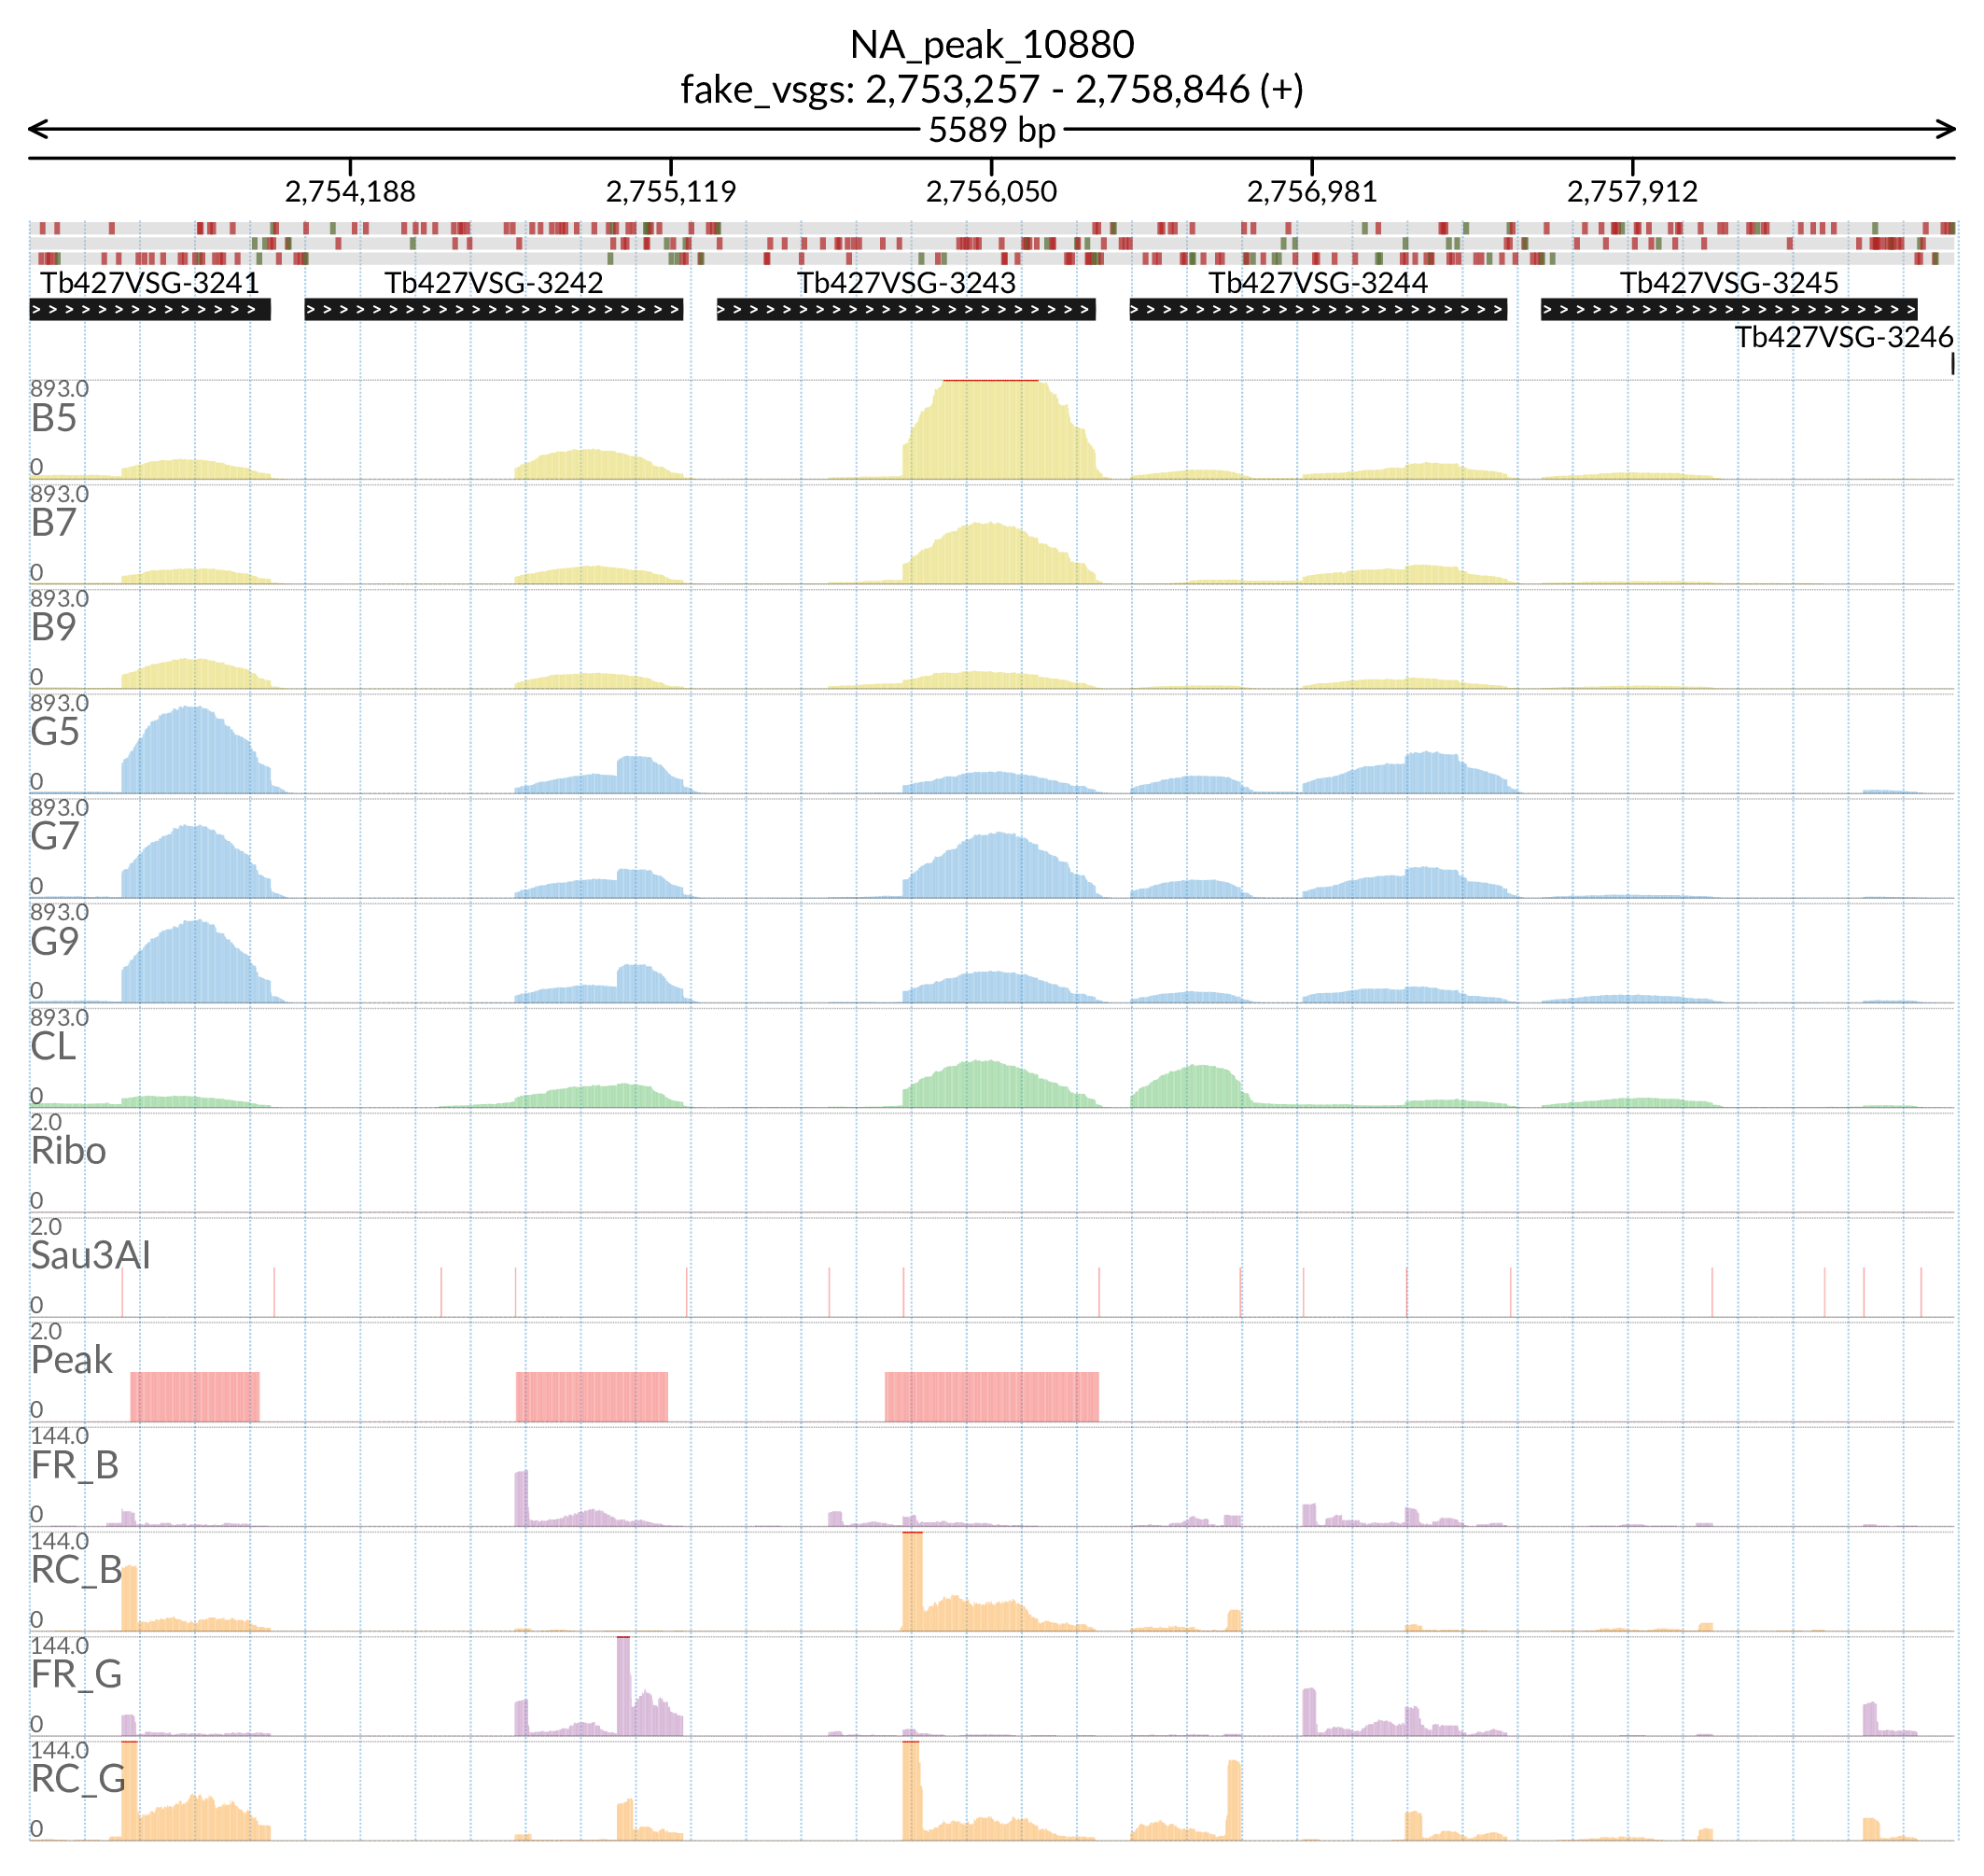 NA_peak_10880
fake_vsgs: 2,753,257 - 2,758,846 (+)
5589 bp
2,754,188 2,755,119 2,756,050 2,756,981 2,757,912
Tb427VSG-3241 Tb427VSG-3242 Tb427VSG-3243 Tb427VSG-3244 Tb427VSG-3245
Tb427VSG-3246
893.0
B5
0
893.0
B7
0
893.0
B9
0
893.0
G5
0
893.0
G7
0
893.0
G9
0
893.0
CL
0
2.0
Ribo
0
2.0
Sau3AI
0
2.0
Peak
0
144.0
FR_B
0
144.0
RC_B
0
144.0
FR_G
0
144.0
RC_G
0